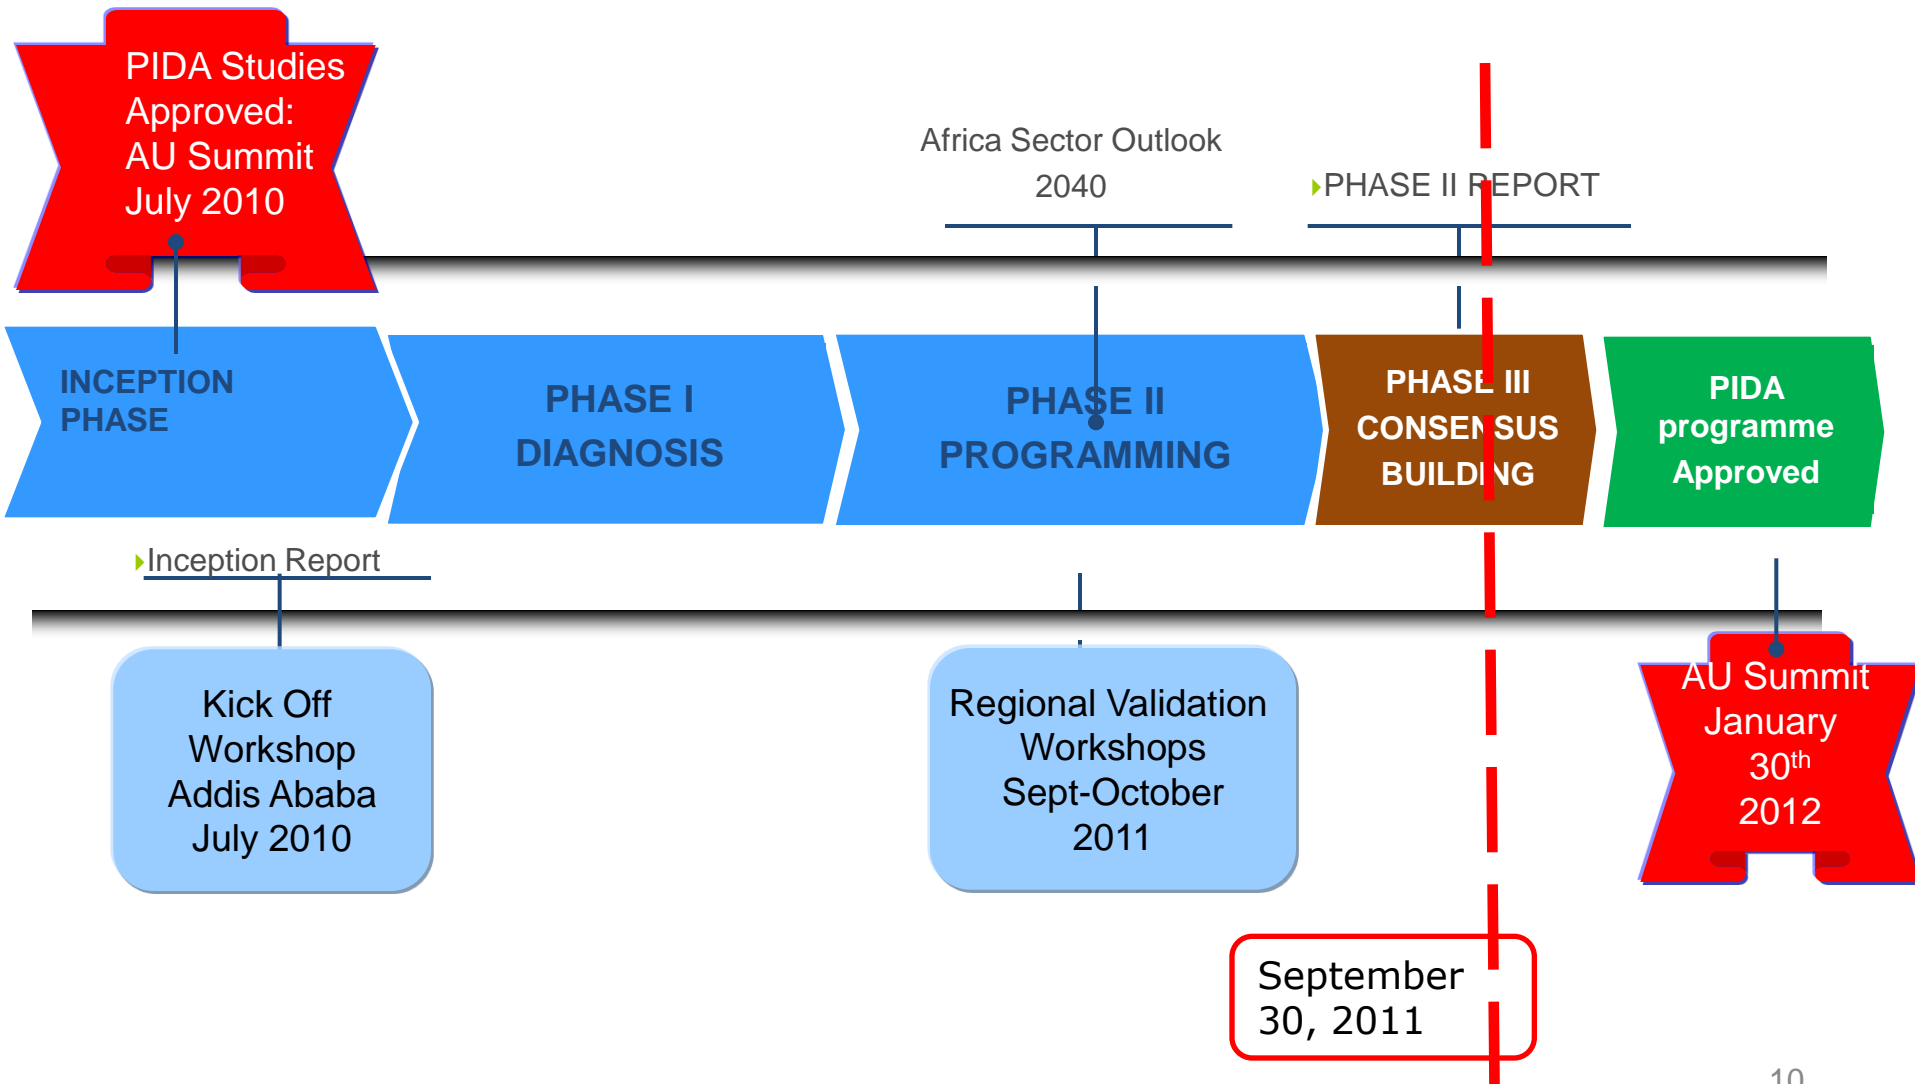 PIDA Studies
Approved:
AU Summit
July 2010
Africa Sector Outlook
2040
PHASE II REPORT
INCEPTION
PHASE
PHASE I
DIAGNOSIS
PHASE II
PROGRAMMING
PHASE III
CONSENSUS
BUILDING
PIDA
programme
Approved
Inception Report
Kick Off
Workshop
Addis Ababa
July 2010
Regional Validation
Workshops
Sept-October
2011
AU Summit
January
30th
2012
September
30, 2011
10